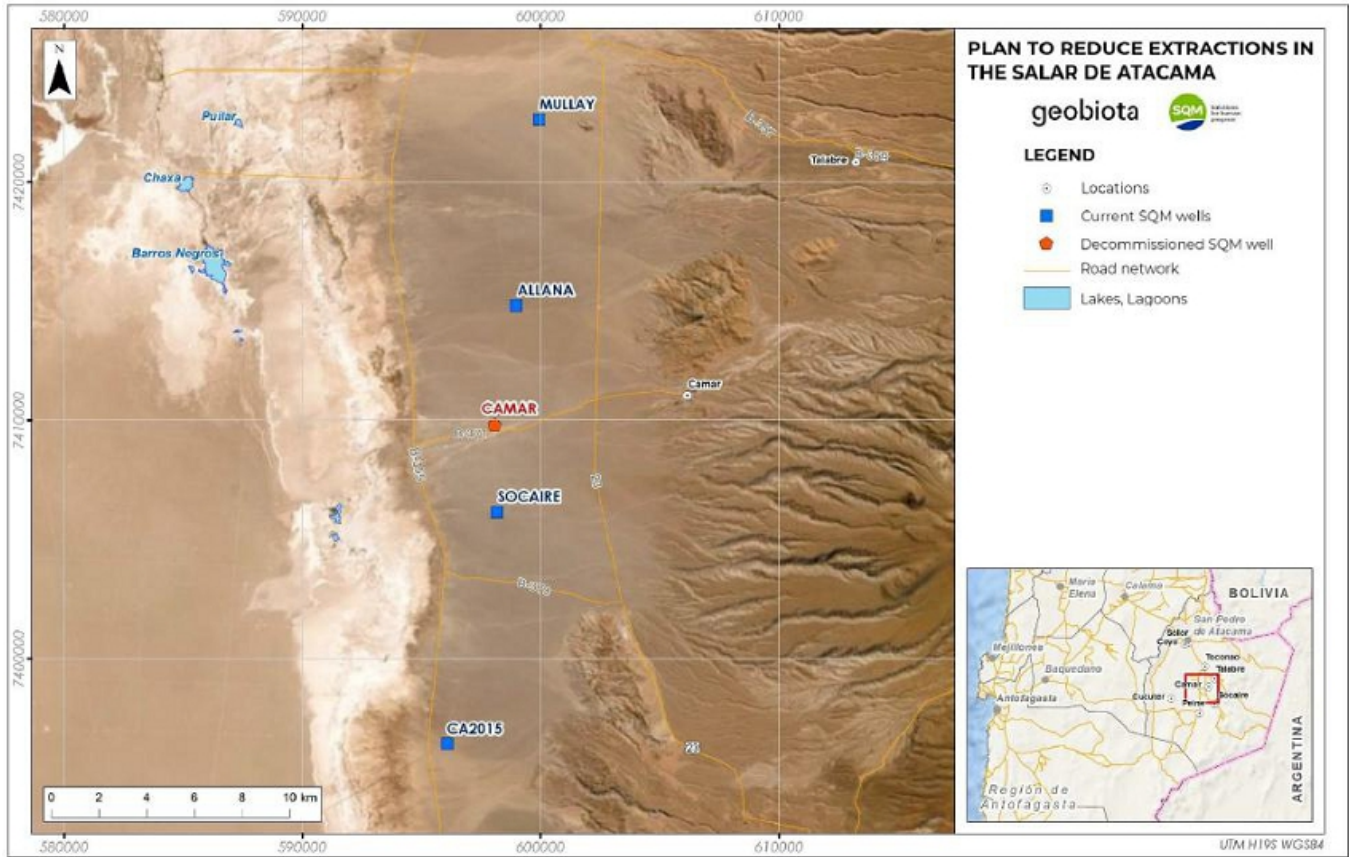 580000 590000 600000 610000
PLAN TO REDUCE EXTRACTIONS IN
THE SALAR DE ATACAMA
geobiota
SQM
LEGEND
Locations
Current SQM wells
Decommissioned SQM well
Road network
Lakes, Lagoons
N
MULLAY
Puilar
Talabre
7420000
Chaxa
Barros Negros
ALLANA
Camar
CAMAR
7410000
23
SOCAIRE
7400000
CA2015
23
0 2 4 6 8 10 km
580000 590000 600000 610000
María
Elena
Calama
BOLIVIA
San Pedro
de Atacama
Mejillones
Toconao
Talabre
Baquedano
Camar
Socaire
Peine
Antofagasta
ARGENTINA
Región de
Antofagasta
UTM H19S WGS84